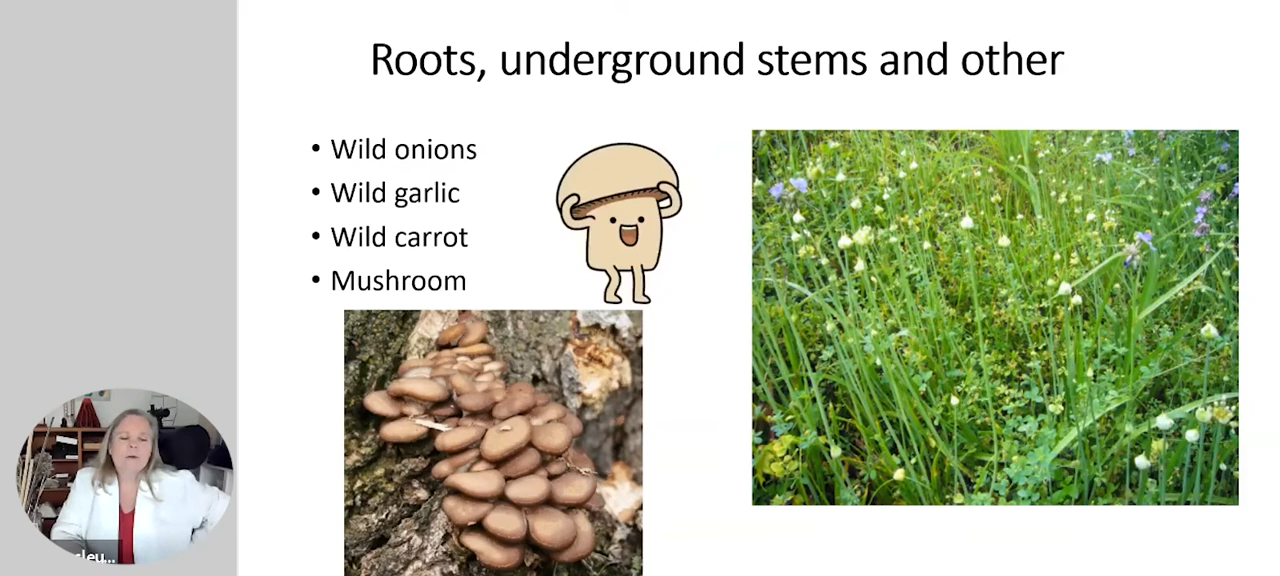 Roots, underground stems and other
• Wild onions
• Wild garlic
• Wild carrot
• Mushroom